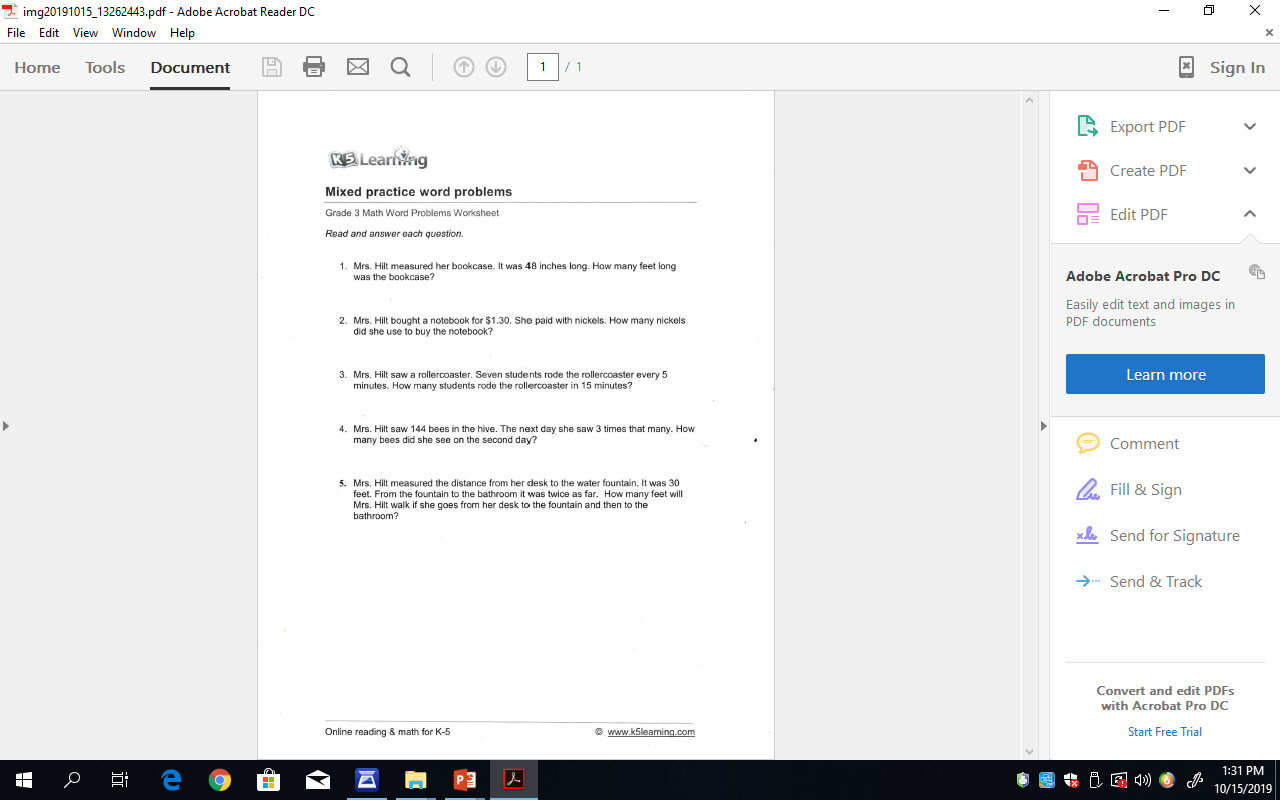 img20191015_13262443.pdf - Adobe Acrobat Reader DC
File Edit View Window Help
Home Tools Document 1 / 1 Sign In
K5 Learning
Mixed practice word problems
Grade 3 Math Word Problems Worksheet
Read and answer each question.
1. Mrs. Hilt measured her bookcase. It was 48 inches long. How many feet long
was the bookcase?
2. Mrs. Hilt bought a notebook for $1.30. She paid with nickels. How many nickels
did she use to buy the notebook?
3. Mrs. Hilt saw a rollercoaster. Seven students rode the rollercoaster every 5
minutes. How many students rode the rollercoaster in 15 minutes?
4. Mrs. Hilt saw 144 bees in the hive. The next day she saw 3 times that many. How
many bees did she see on the second day?
5. Mrs. Hilt measured the distance from her desk to the water fountain. It was 30
feet. From the fountain to the bathroom it was twice as far. How many feet will
Mrs. Hilt walk if she goes from her desk to the fountain and then to the
bathroom?
Online reading & math for K-5 © www.k5learning.com
Export PDF
Create PDF
Edit PDF
Adobe Acrobat Pro DC
Easily edit text and images in
PDF documents
Learn more
Comment
Fill & Sign
Send for Signature
Send & Track
Convert and edit PDFs
with Acrobat Pro DC
Start Free Trial
1:31 PM
10/15/2019